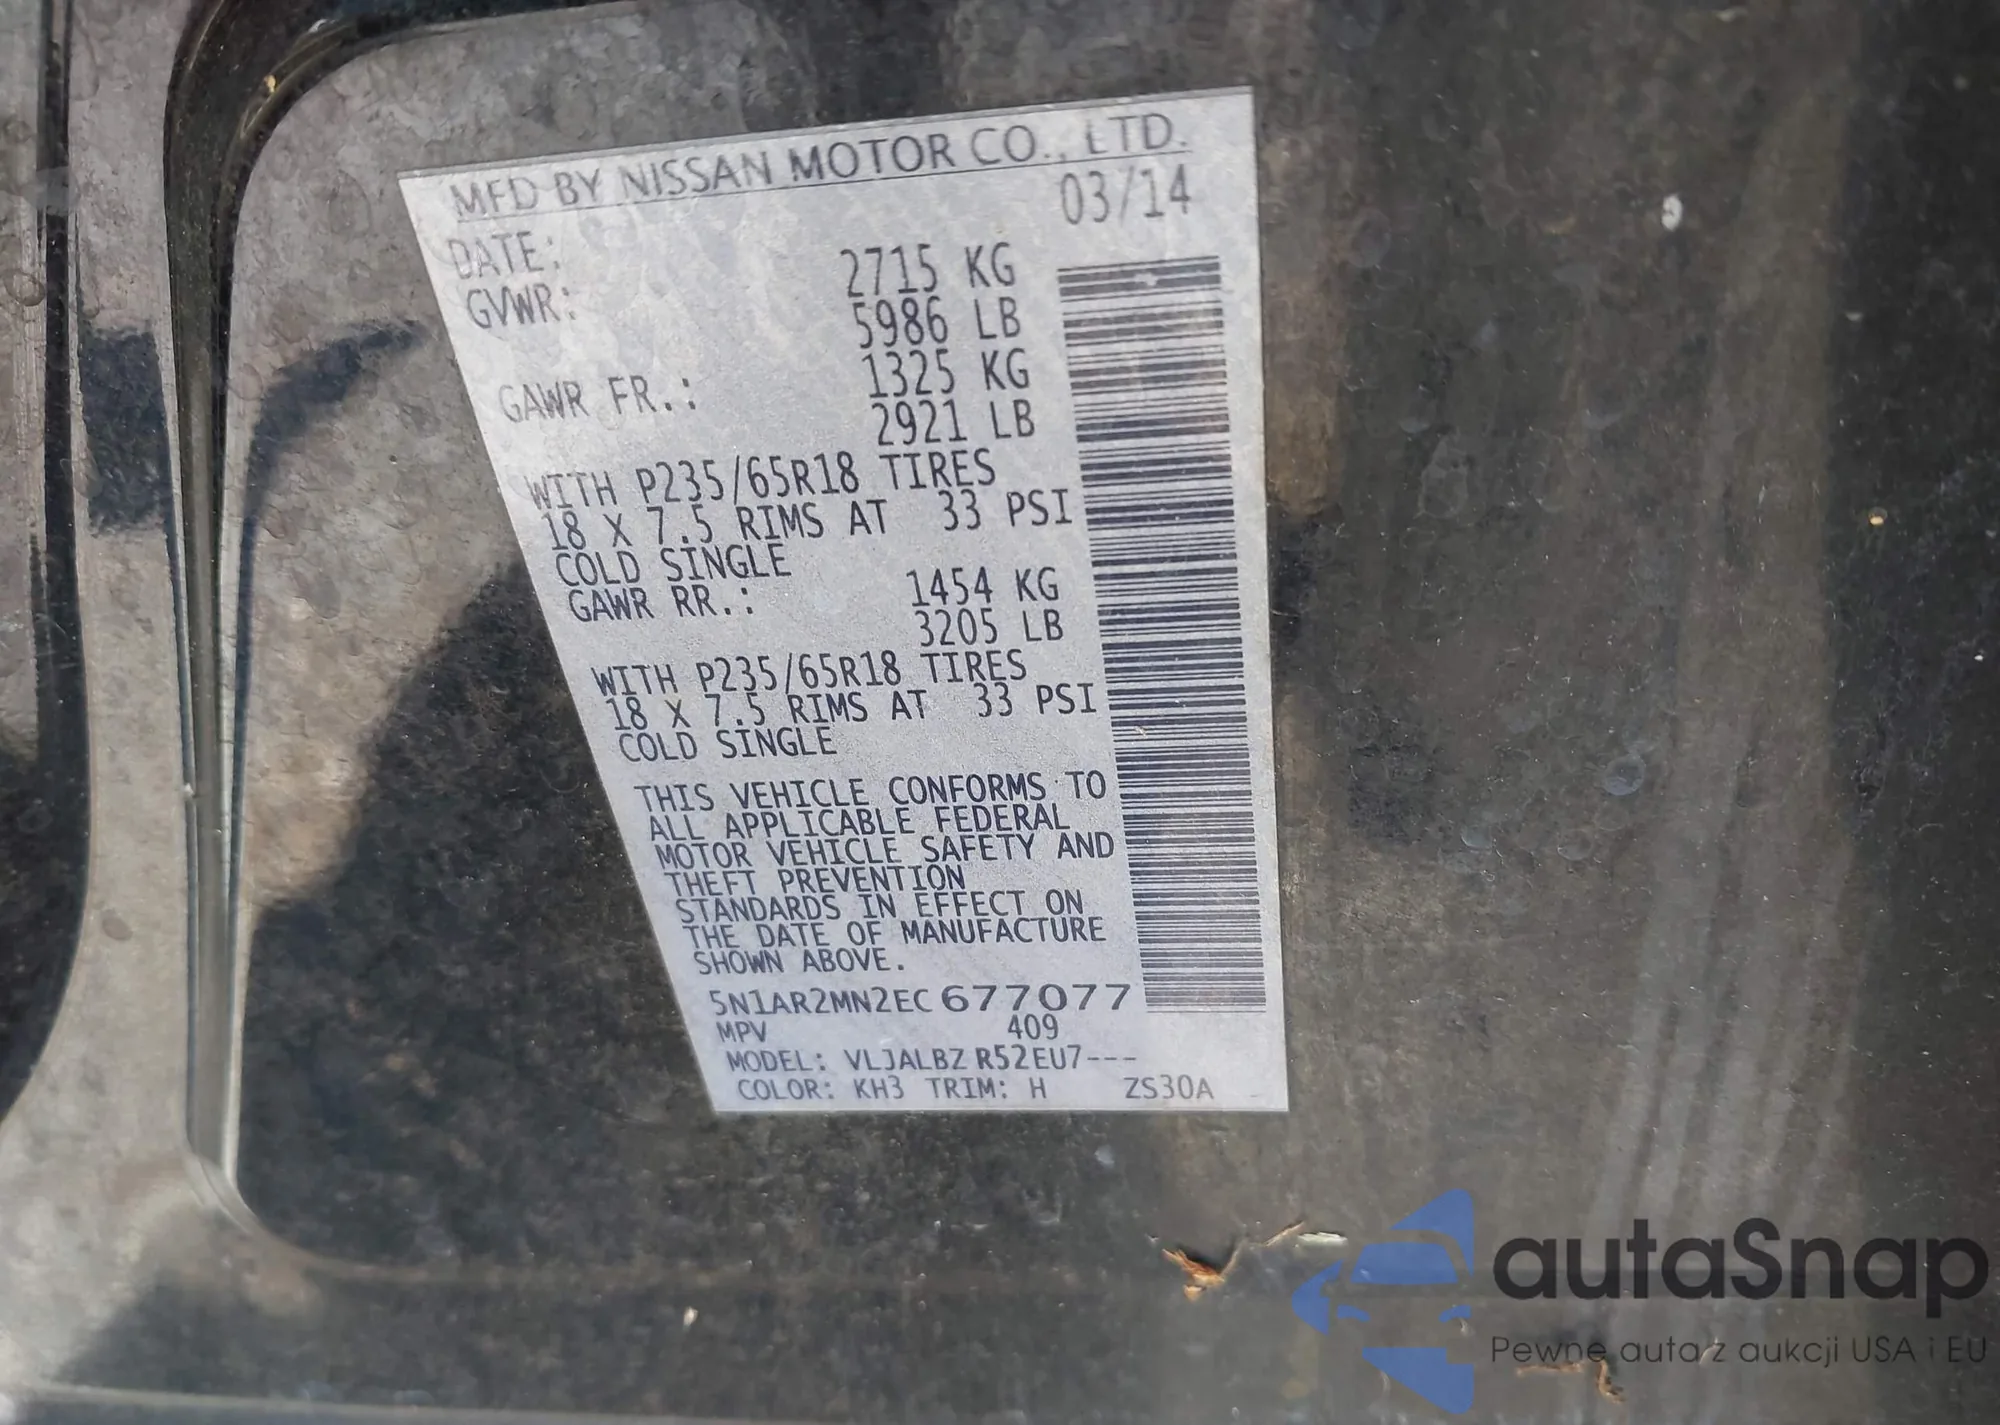 MFD BY NISSAN MOTOR CO., LTD.
DATE: 03/14
GVWR: 2715 KG
5986 LB
GAWR FR.: 1325 KG
2921 LB
WITH P235/65R18 TIRES
18 X 7.5 RIMS AT 33 PSI
COLD SINGLE
GAWR RR.: 1454 KG
3205 LB
WITH P235/65R18 TIRES
18 X 7.5 RIMS AT 33 PSI
COLD SINGLE
THIS VEHICLE CONFORMS TO
ALL APPLICABLE FEDERAL
MOTOR VEHICLE SAFETY AND
THEFT PREVENTION
STANDARDS IN EFFECT ON
THE DATE OF MANUFACTURE
SHOWN ABOVE.
5N1AR2MN2EC677077
MPV 409
MODEL: VLJALBZ R52EU7---
COLOR: KH3 TRIM: H ZS30A
autaSnap
Pewne auta z aukcji USA i EU